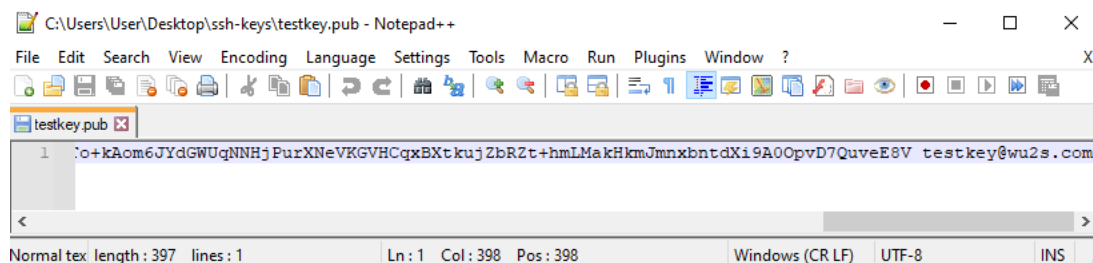 C:\Users\User\Desktop\ssh-keys\testkey.pub - Notepad++
File Edit Search View Encoding Language Settings Tools Macro Run Plugins Window ? X
testkey.pub
1 o+kAom6JYdGWUqNNHjPurXNeVKGVHCqxBXtkujZbRZt+hmLMakHkmJmnxbntdXi9A0OpvD7QuveE8V testkey@wu2s.com
Normal tex length : 397 lines : 1 Ln : 1 Col : 398 Pos : 398 Windows (CR LF) UTF-8 INS